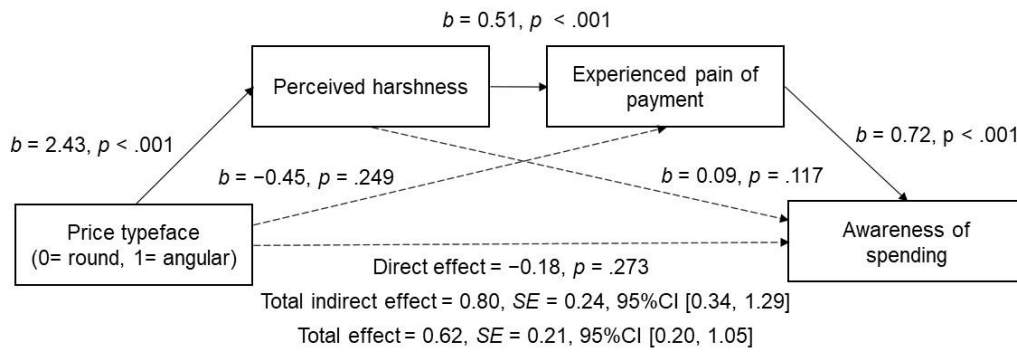 b = 0.51, p < .001
Perceived harshness
Experienced pain of
payment
b = 2.43, p < .001
b = 0.72, p < .001
b = −0.45, p = .249
b = 0.09, p = .117
Price typeface
(0= round, 1= angular)
Awareness of
spending
Direct effect = −0.18, p = .273
Total indirect effect = 0.80, SE = 0.24, 95%CI [0.34, 1.29]
Total effect = 0.62, SE = 0.21, 95%CI [0.20, 1.05]